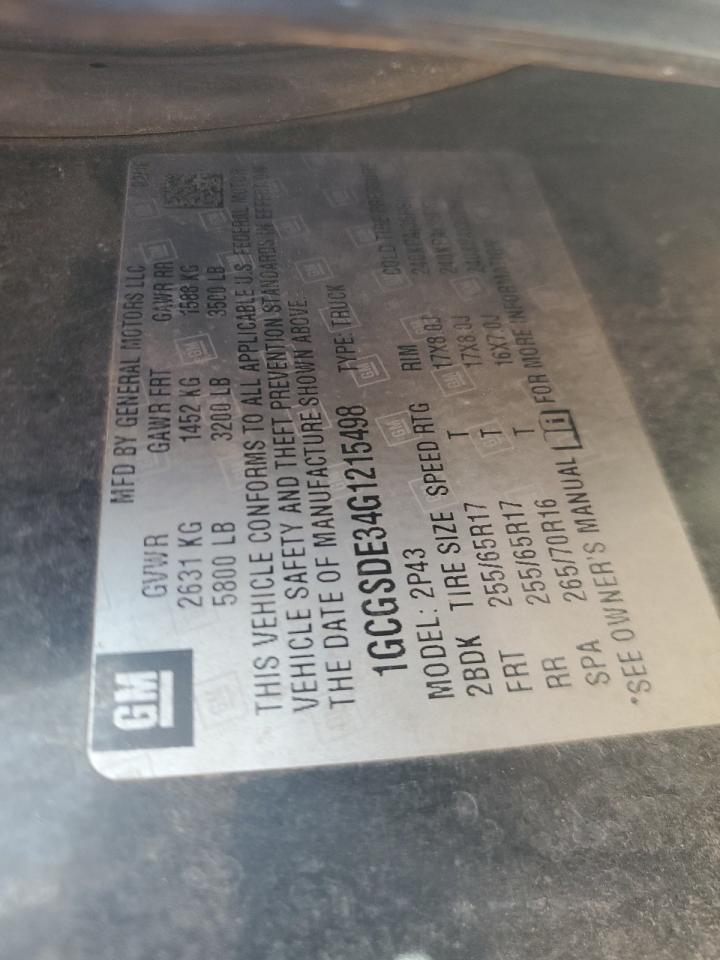 GM
MFD BY GENERAL MOTORS LLC
GVWR GAWR FRT GAWR RR
2631 KG 1452 KG 1588 KG
5800 LB 3200 LB 3500 LB
THIS VEHICLE CONFORMS TO ALL APPLICABLE U.S. FEDERAL MOTOR
VEHICLE SAFETY AND THEFT PREVENTION STANDARDS IN EFFECT ON
THE DATE OF MANUFACTURE SHOWN ABOVE.
1GCGSDE34G1215498 TYPE: TRUCK
MODEL: 2P43
2BDK TIRE SIZE SPEED RTG RIM COLD TIRE PRESSURE
FRT 255/65R17 T 17X8.0J
RR 255/65R17 T 17X8.0J
SPA 265/70R16 T 16X7.0J
*SEE OWNER'S MANUAL FOR MORE INFORMATION